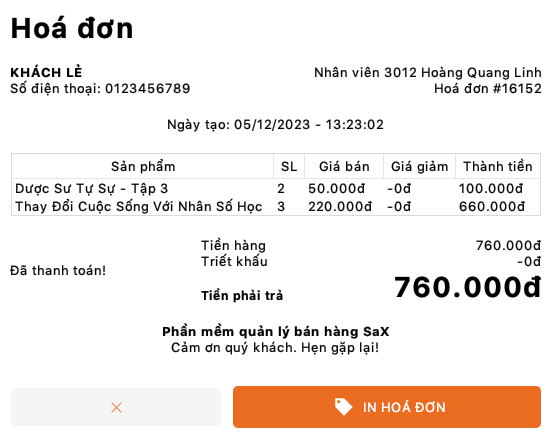 Hoá đơn
KHÁCH LẺ
Nhân viên 3012 Hoàng Quang Linh
Số điện thoại: 0123456789
Hoá đơn #16152
Ngày tạo: 05/12/2023 - 13:23:02
Sản phẩm SL Giá bán Giá giảm Thành tiền
Dược Sư Tự Sự - Tập 3 2 50.000đ -0đ 100.000đ
Thay Đổi Cuộc Sống Với Nhân Số Học 3 220.000đ -0đ 660.000đ
Tiền hàng 760.000đ
Triết khấu -0đ
Đã thanh toán!
Tiền phải trả 760.000đ
Phần mềm quản lý bán hàng SaX
Cảm ơn quý khách. Hẹn gặp lại!
IN HOÁ ĐƠN